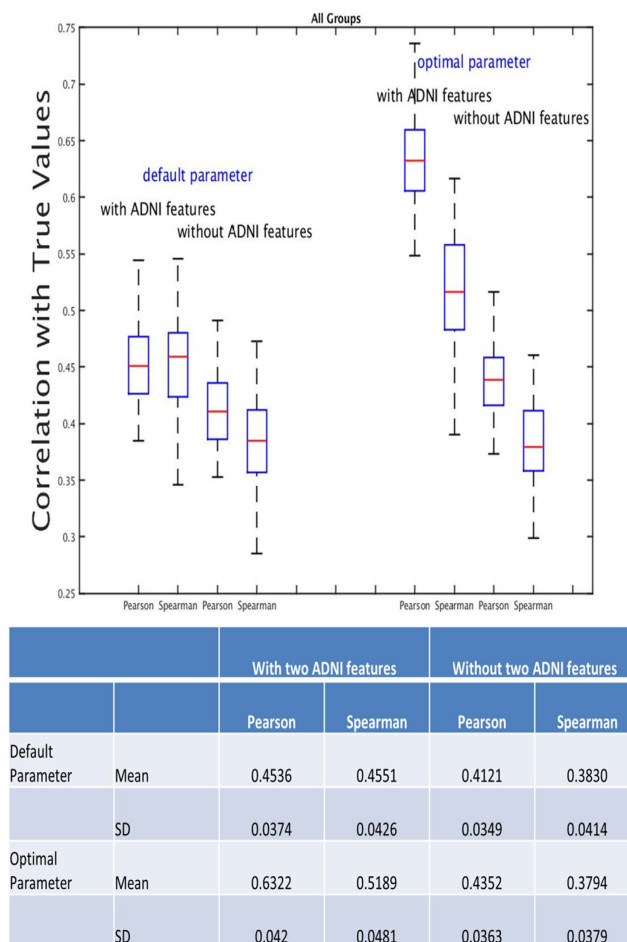 All Groups
Correlation with True Values
0.75
0.7
0.65
0.6
0.55
0.5
0.45
0.4
0.35
0.3
0.25
default parameter
with ADNI features
without ADNI features
optimal parameter
with ADNI features
without ADNI features
Pearson Spearman Pearson Spearman Pearson Spearman Pearson Spearman
With two ADNI features Without two ADNI features
Pearson Spearman Pearson Spearman
Default
Parameter Mean 0.4536 0.4551 0.4121 0.3830
SD 0.0374 0.0426 0.0349 0.0414
Optimal
Parameter Mean 0.6322 0.5189 0.4352 0.3794
SD 0.042 0.0481 0.0363 0.0379